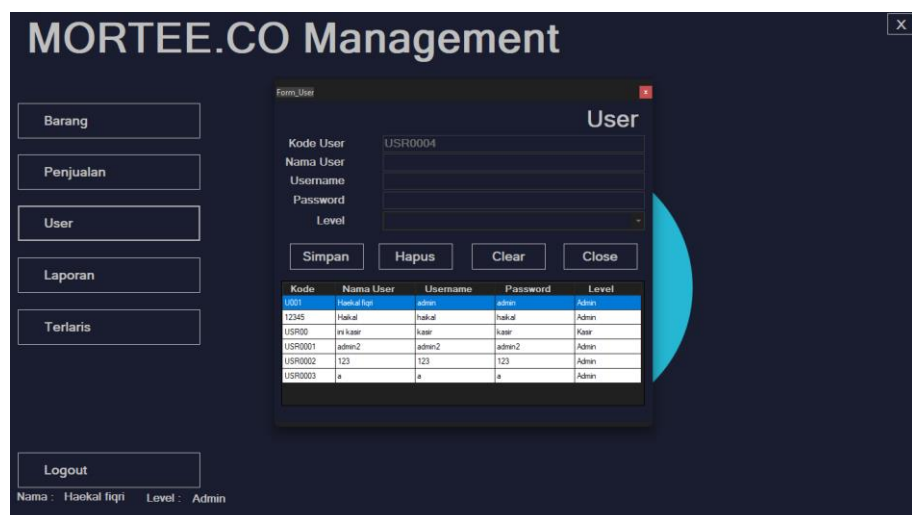 MORTEE.CO Management
X
Barang
Penjualan
User
Laporan
Terlaris
Logout
Nama : Haekal fiqri Level : Admin
Form_User
x
User
Kode User USR0004
Nama User
Username
Password
Level
Simpan Hapus Clear Close
Kode Nama User Username Password Level
U001 Haekal fiqri admin admin Admin
12345 Haikal haikal haikal Admin
USR00 ini kasir kasir kasir Kasir
USR0001 admin2 admin2 admin2 Admin
USR0002 123 123 123 Admin
USR0003 a a a Admin